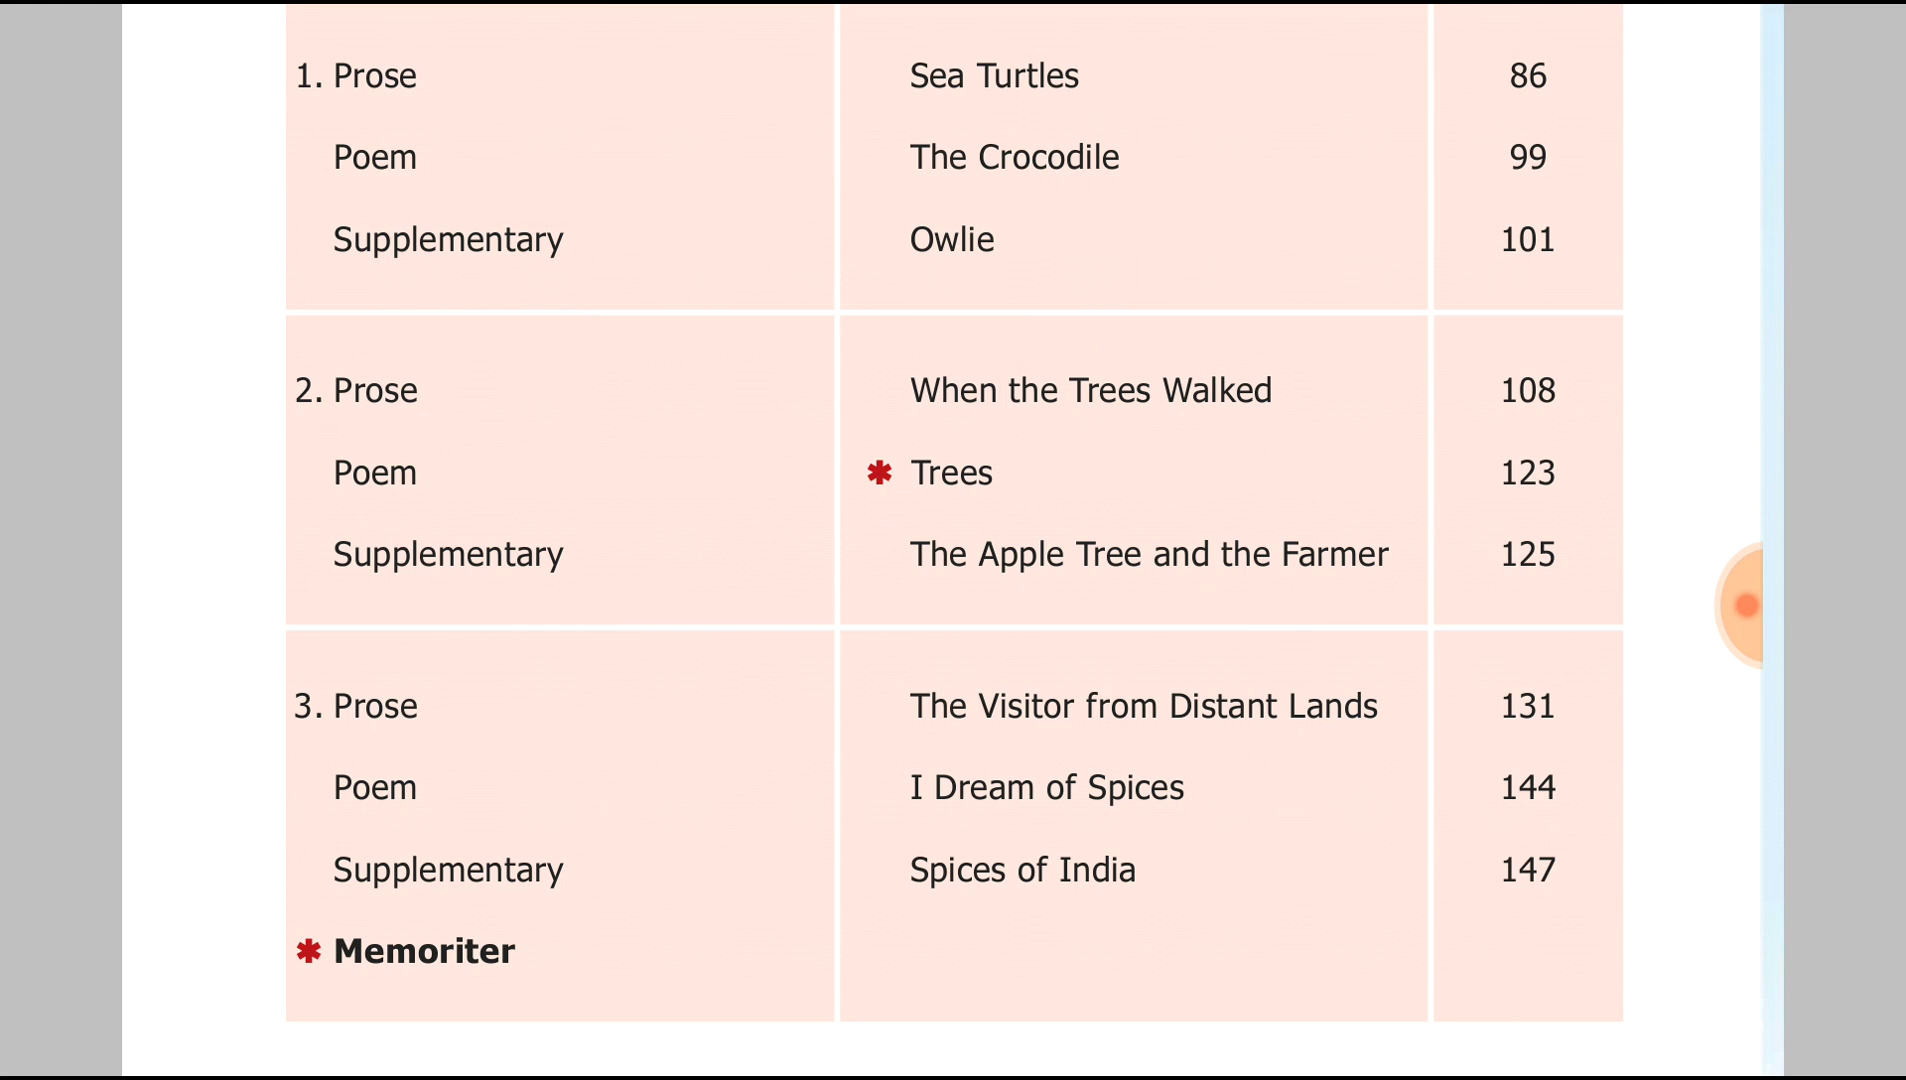 1. Prose Sea Turtles 86
Poem The Crocodile 99
Supplementary Owlie 101
2. Prose When the Trees Walked 108
Poem ✱ Trees 123
Supplementary The Apple Tree and the Farmer 125
3. Prose The Visitor from Distant Lands 131
Poem I Dream of Spices 144
Supplementary Spices of India 147
✱ Memoriter